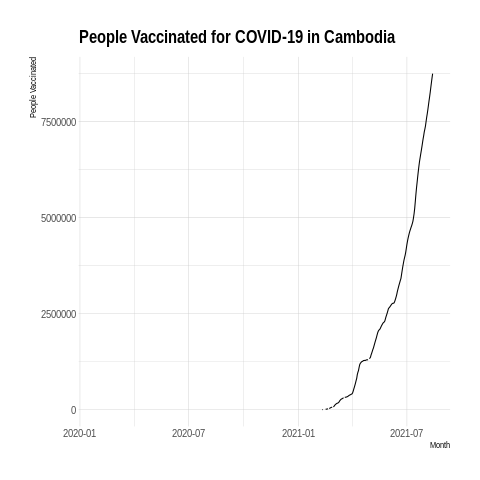 People Vaccinated for COVID-19 in Cambodia
People Vaccinated
7500000
5000000
2500000
0
2020-01 2020-07 2021-01 2021-07
Month